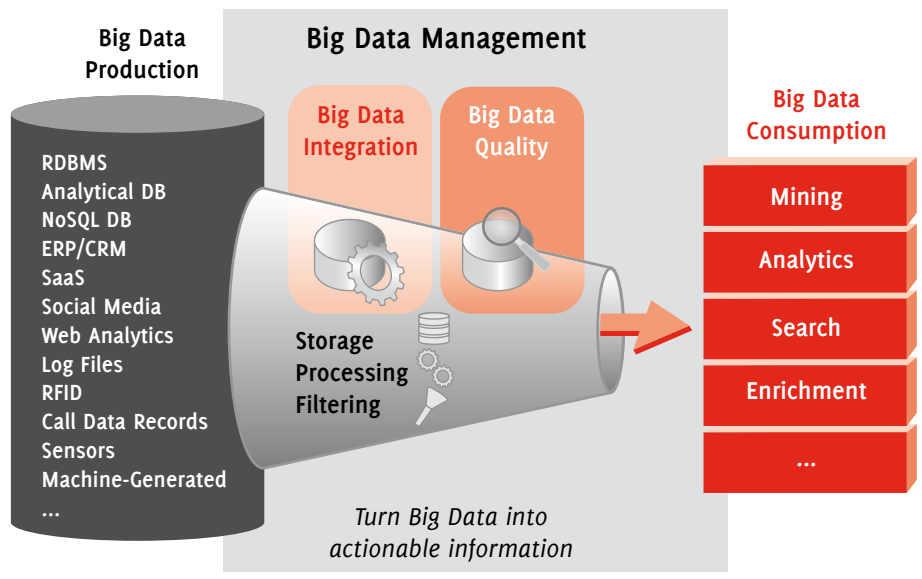 Big Data
Production
RDBMS
Analytical DB
NoSQL DB
ERP/CRM
SaaS
Social Media
Web Analytics
Log Files
RFID
Call Data Records
Sensors
Machine-Generated
...
Big Data Management
Big Data
Integration
Big Data
Quality
Storage
Processing
Filtering
Turn Big Data into
actionable information
Big Data
Consumption
Mining
Analytics
Search
Enrichment
...